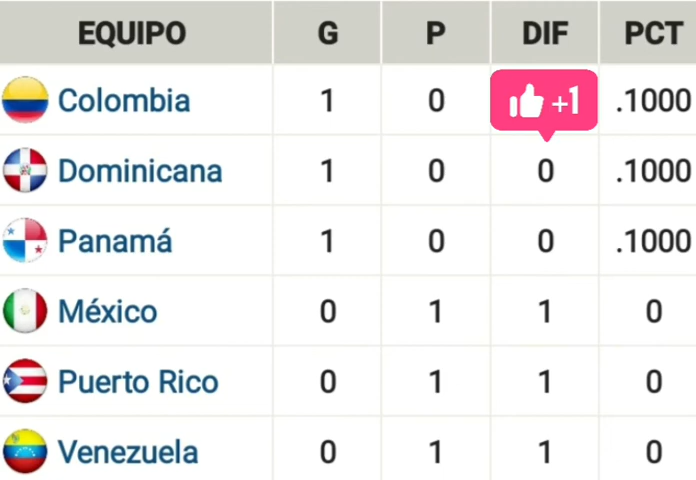 EQUIPO G P DIF PCT
Colombia 1 0 +1 .1000
Dominicana 1 0 0 .1000
Panamá 1 0 0 .1000
México 0 1 1 0
Puerto Rico 0 1 1 0
Venezuela 0 1 1 0